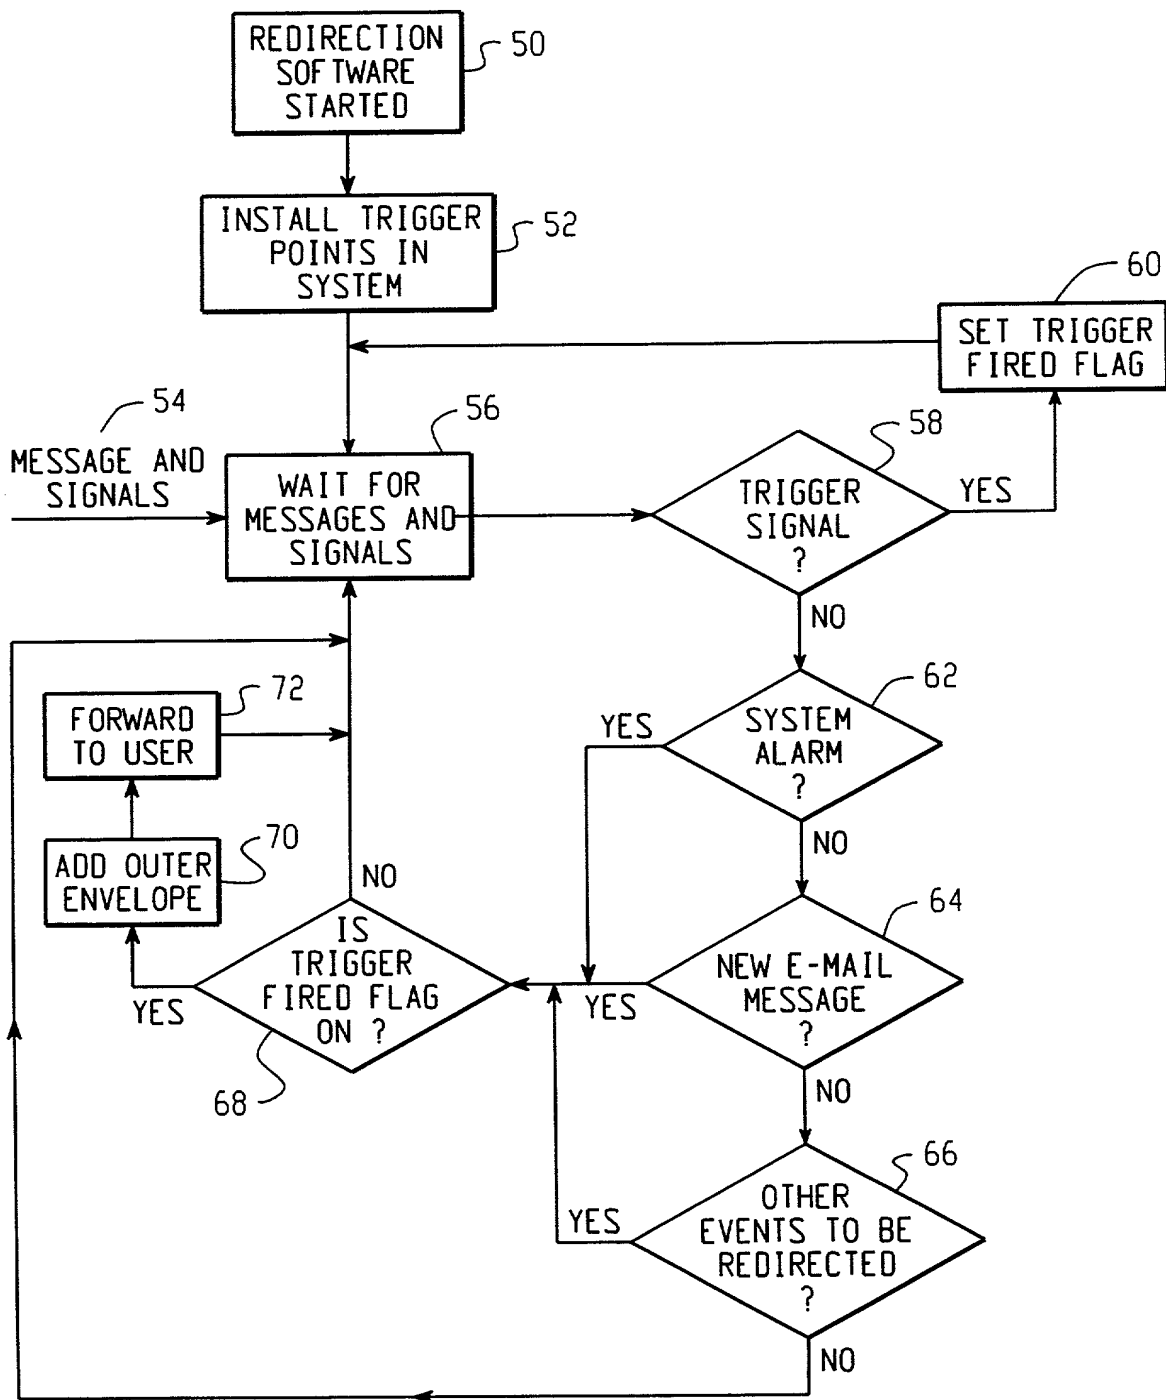 REDIRECTION
SOFTWARE
STARTED
50
INSTALL TRIGGER
POINTS IN
SYSTEM
52
60
SET TRIGGER
FIRED FLAG
54
MESSAGE AND
SIGNALS
56
WAIT FOR
MESSAGES AND
SIGNALS
58
TRIGGER
SIGNAL
?
YES
NO
62
SYSTEM
ALARM
?
YES
NO
72
FORWARD
TO USER
70
ADD OUTER
ENVELOPE
NO
IS
TRIGGER
FIRED FLAG
ON ?
YES
68
64
NEW E-MAIL
MESSAGE
?
YES
NO
66
OTHER
EVENTS TO BE
REDIRECTED
?
YES
NO